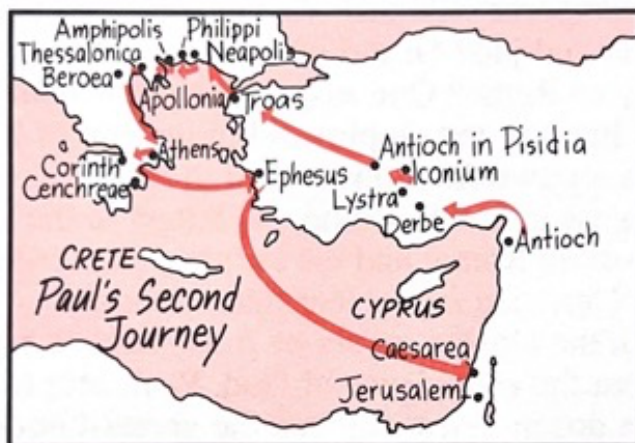 Amphipolis
Philippi
Thessalonica
Neapolis
Beroea
Apollonia
Troas
Antioch in Pisidia
Athens
Corinth
Iconium
Ephesus
Cenchreae
Lystra
Derbe
Antioch
CRETE
Paul's Second
Journey
CYPRUS
Caesarea
Jerusalem